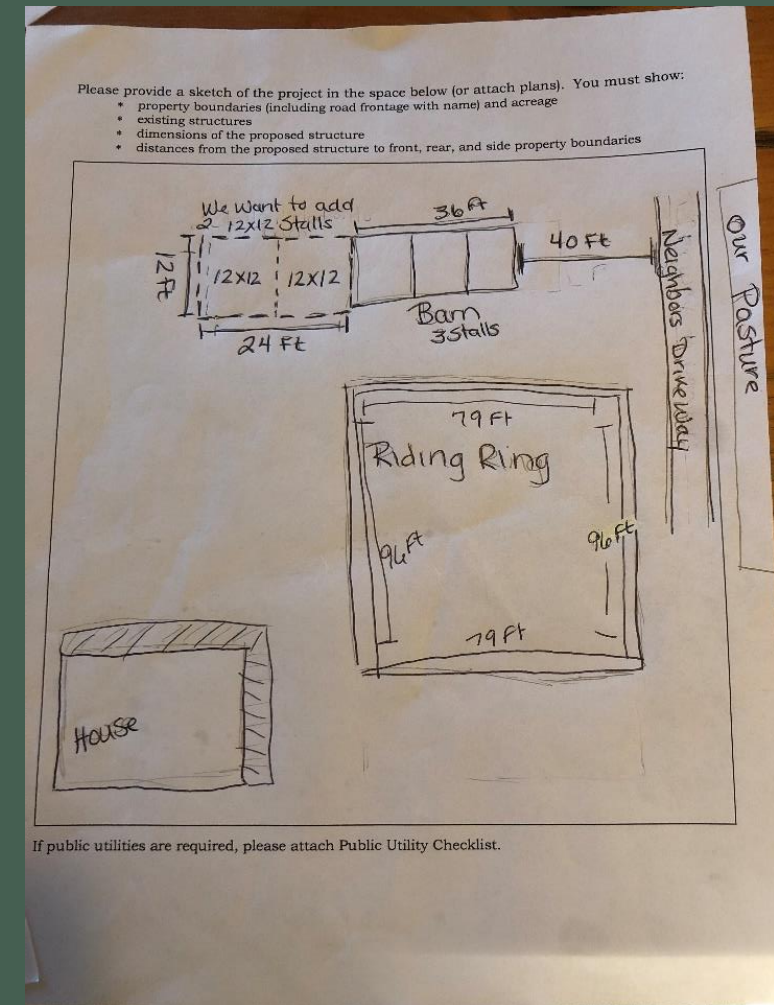 Please provide a sketch of the project in the space below (or attach plans).  You must show:
* property boundaries (including road frontage with name) and acreage
* existing structures
* dimensions of the proposed structure
* distances from the proposed structure to front, rear, and side property boundaries
We Want to add
2- 12x12 Stalls
36 ft
40 Ft
12 ft
12x12
12x12
24 Ft
Barn
3 Stalls
Neighbors Driveway
Our Pasture
79 Ft
Riding Ring
96 ft
96 ft
79 Ft
House
If public utilities are required, please attach Public Utility Checklist.